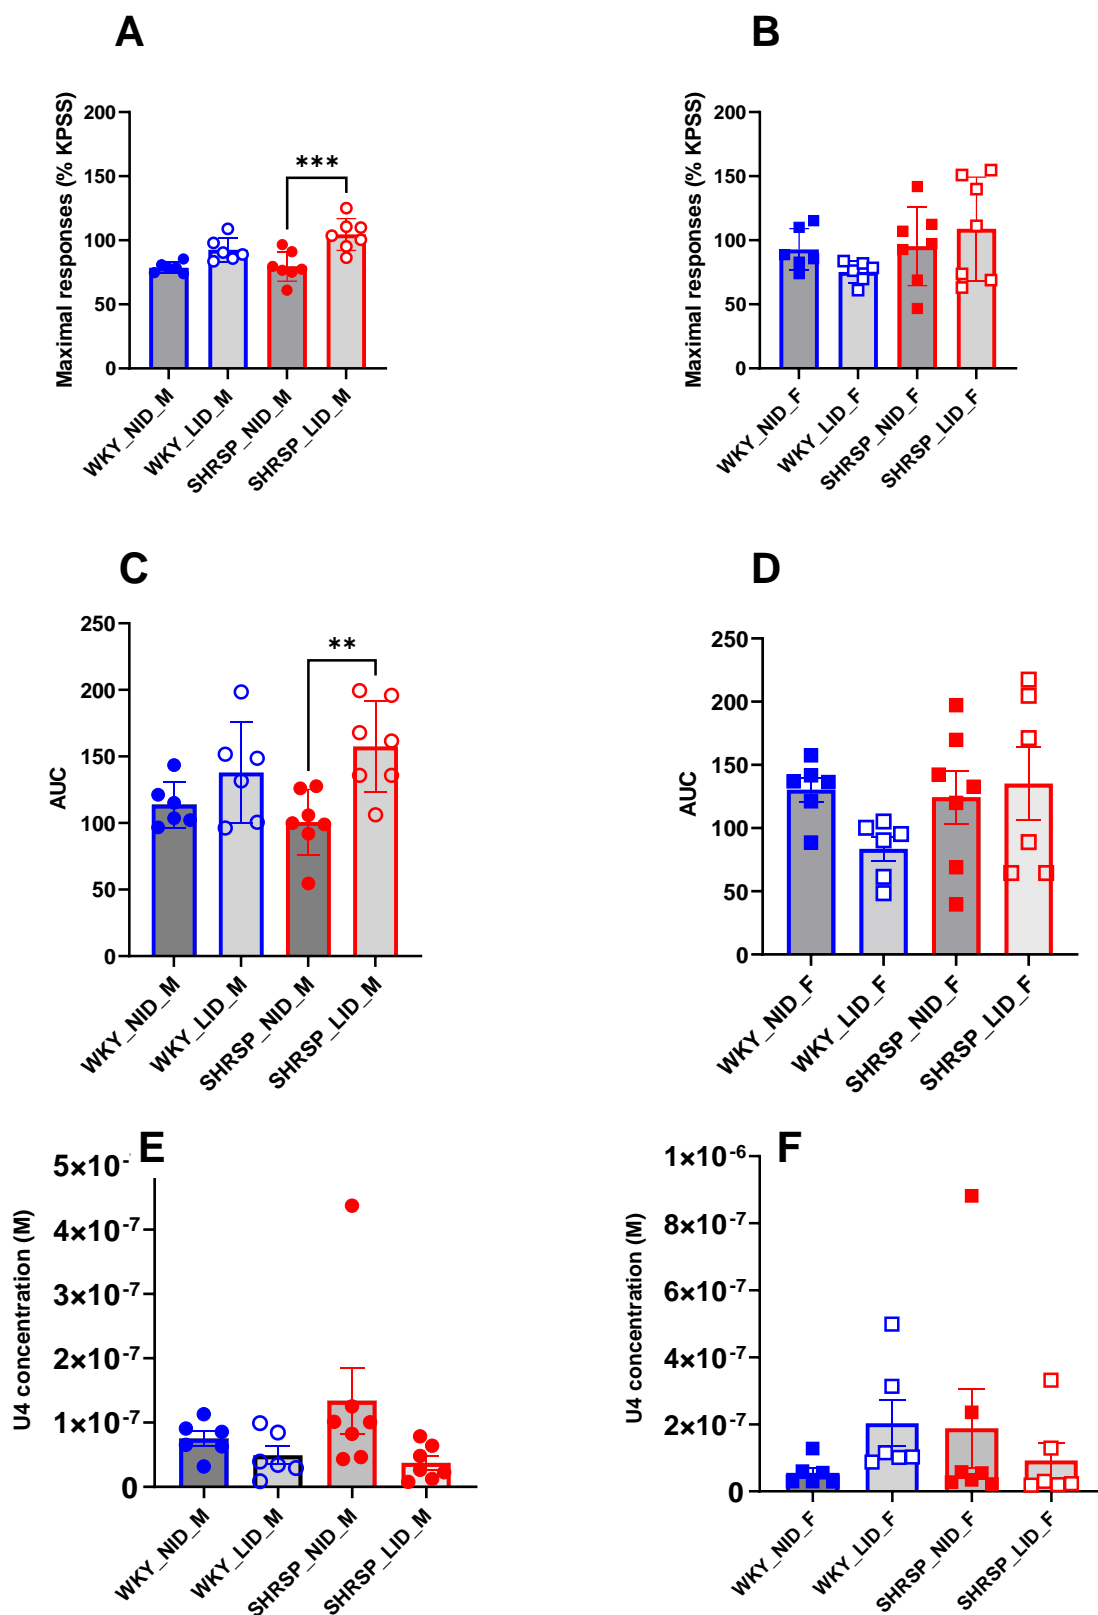 A
Maximal responses (% KPSS)
200
150
100
50
0
***
WKY_NID_M
WKY_LID_M
SHRSP_NID_M
SHRSP_LID_M
B
Maximal responses (% KPSS)
200
150
100
50
0
WKY_NID_F
WKY_LID_F
SHRSP_NID_F
SHRSP_LID_F
C
AUC
250
200
150
100
50
0
**
WKY_NID_M
WKY_LID_M
SHRSP_NID_M
SHRSP_LID_M
D
AUC
250
200
150
100
50
0
WKY_NID_F
WKY_LID_F
SHRSP_NID_F
SHRSP_LID_F
E
U4 concentration (M)
5×10-
4×10-7
3×10-7
2×10-7
1×10-7
0
WKY_NID_M
WKY_LID_M
SHRSP_NID_M
SHRSP_LID_M
F
U4 concentration (M)
1×10-6
8×10-7
6×10-7
4×10-7
2×10-7
0
WKY_NID_F
WKY_LID_F
SHRSP_NID_F
SHRSP_LID_F